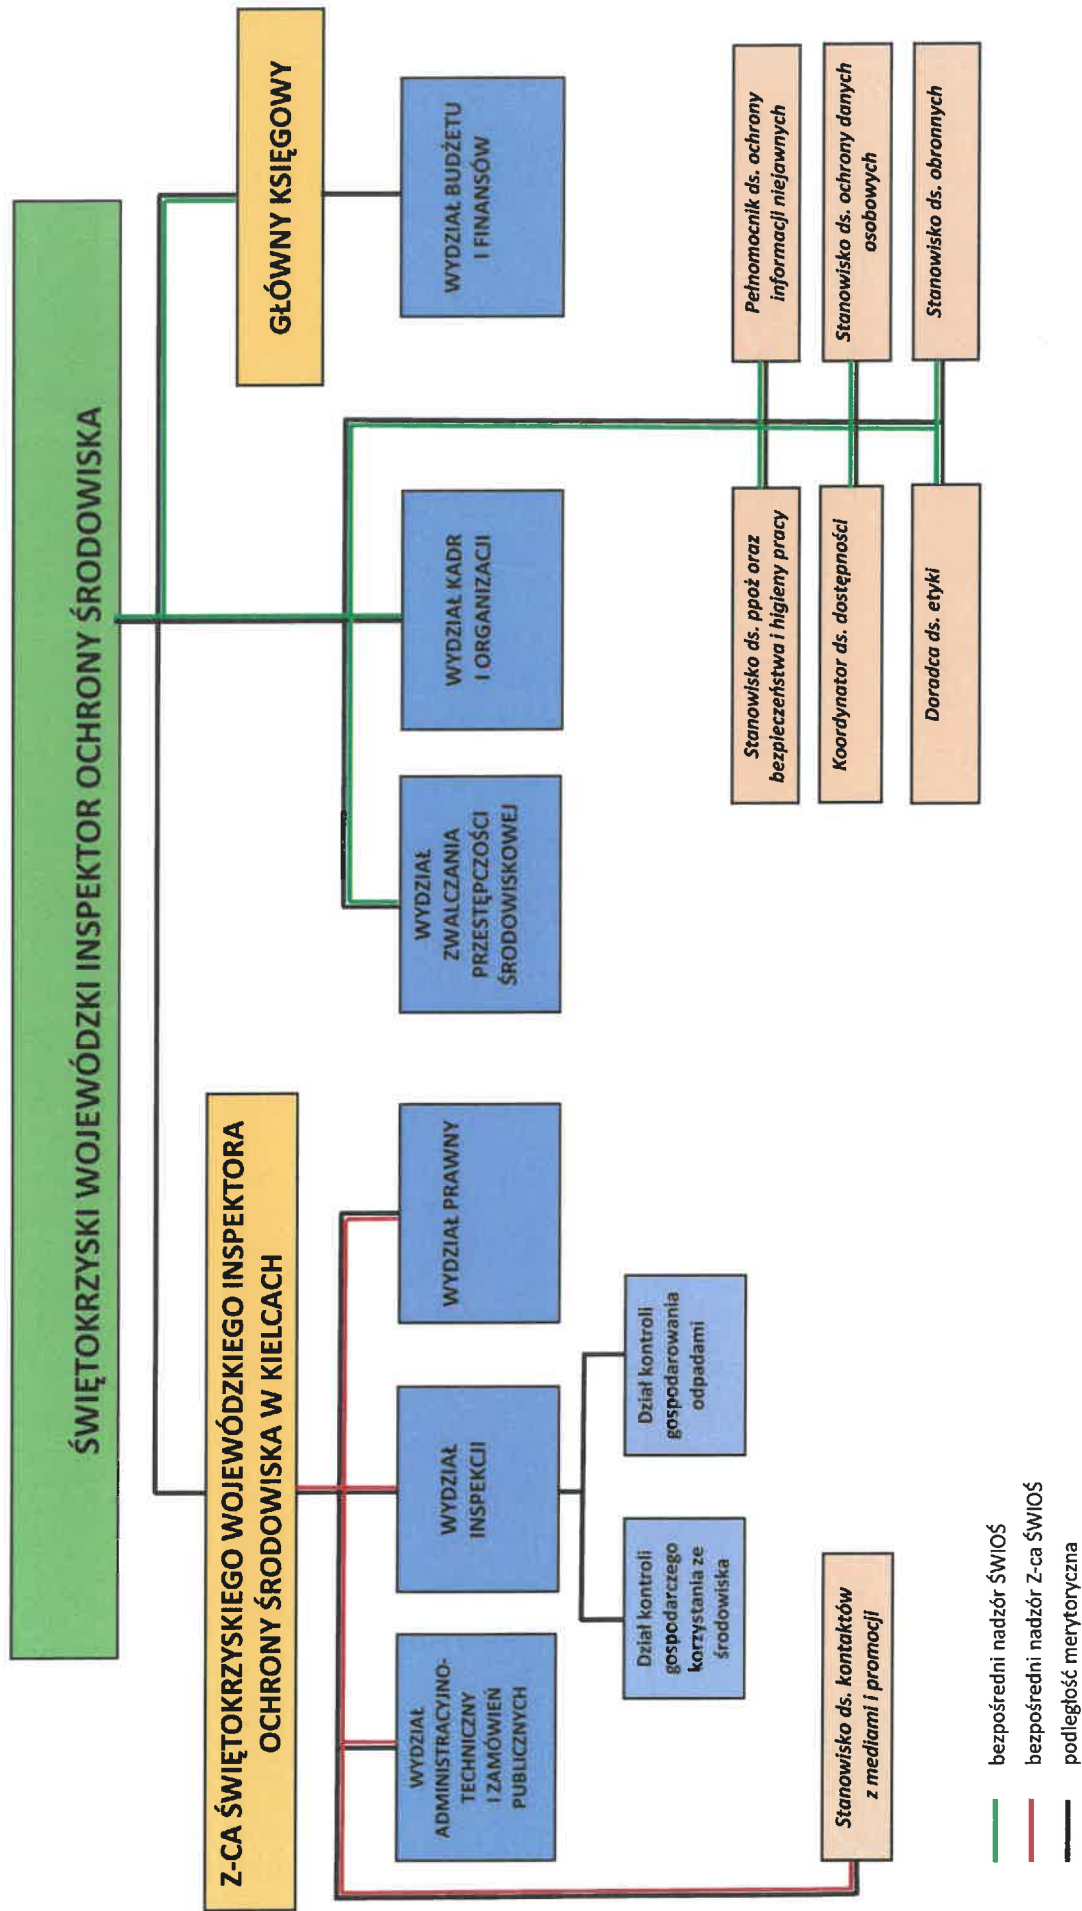 ŚWIĘTOKRZYSKI WOJEWÓDZKI INSPEKTOR OCHRONY ŚRODOWISKA
Z-CA ŚWIĘTOKRZYSKIEGO WOJEWÓDZKIEGO INSPEKTORA
OCHRONY ŚRODOWISKA W KIELCACH
GŁÓWNY KSIĘGOWY
WYDZIAŁ
ADMINISTRACYJNO-
TECHNICZNY
I ZAMÓWIEŃ
PUBLICZNYCH
WYDZIAŁ
INSPEKCJI
WYDZIAŁ PRAWNY
WYDZIAŁ
ZWALCZANIA
PRZESTĘPCZOŚCI
ŚRODOWISKOWEJ
WYDZIAŁ KADR
I ORGANIZACJI
WYDZIAŁ BUDŻETU
I FINANSÓW
Dział kontroli
gospodarczego
korzystania ze
środowiska
Dział kontroli
gospodarowania
odpadami
Stanowisko ds. ppoż oraz
bezpieczeństwa i higieny pracy
Pełnomocnik ds. ochrony
informacji niejawnych
Stanowisko ds. kontaktów
z mediami i promocji
Koordynator ds. dostępności
Stanowisko ds. ochrony danych
osobowych
Doradca ds. etyki
Stanowisko ds. obronnych
bezpośredni nadzór ŚWIOŚ
bezpośredni nadzór Z-ca ŚWIOŚ
podległość merytoryczna